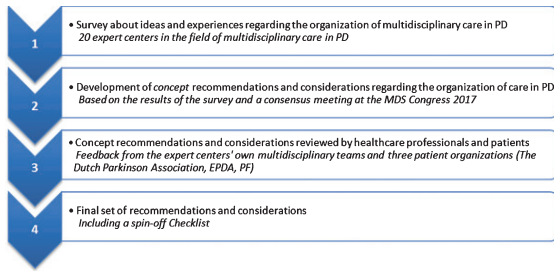 1
• Survey about ideas and experiences regarding the organization of multidisciplinary care in PD
20 expert centers in the field of multidisciplinary care in PD
2
• Development of concept recommendations and considerations regarding the organization of care in PD
Based on the results of the survey and a consensus meeting at the MDS Congress 2017
3
• Concept recommendations and considerations reviewed by healthcare professionals and patients
Feedback from the expert centers' own multidisciplinary teams and three patient organizations (The
Dutch Parkinson Association, EPDA, PF)
4
• Final set of recommendations and considerations
Including a spin-off Checklist